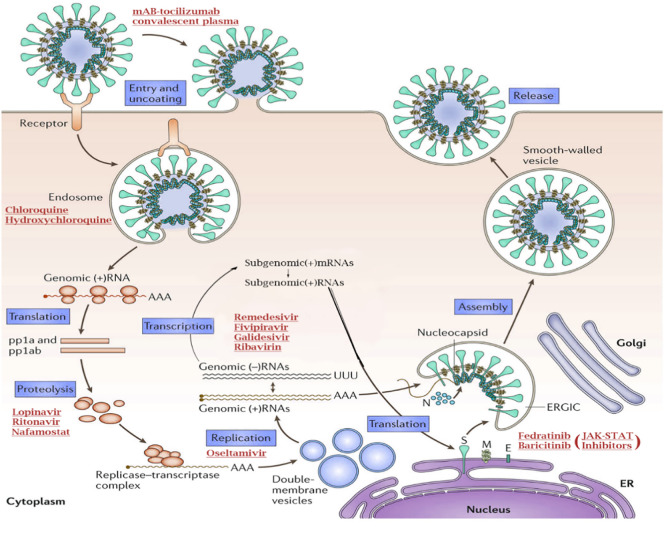 mAB-tocilizumab
convalescent plasma
Entry and
uncoating
Receptor
Release
Smooth-walled
vesicle
Endosome
Chloroquine
Hydroxychloroquine
Genomic (+)RNA
AAA
Subgenomic(+)mRNAs
Subgenomic(+)RNAs
Translation
Transcription
Remedesivir
Fivipiravir
Galidesivir
Ribavirin
Assembly
Nucleocapsid
Golgi
pp1a and
pp1ab
Genomic (−)RNAs
UUU
AAA
Genomic (+)RNAs
N
ERGIC
Proteolysis
Lopinavir
Ritonavir
Nafamostat
Replication
Oseltamivir
Translation
S
M
E
Fedratinib
Baricitinib
(JAK-STAT
Inhibitors)
AAA
Replicase–transcriptase
complex
Double-
membrane
vesicles
ER
Cytoplasm
Nucleus